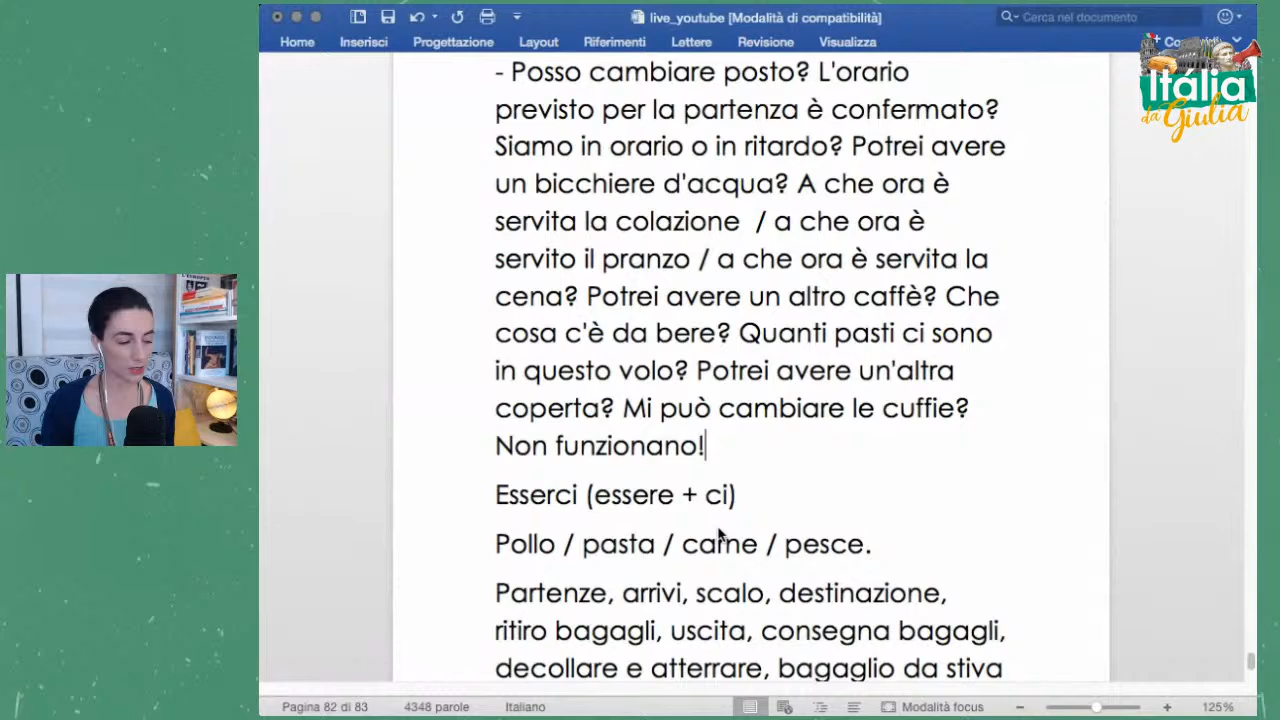 live_youtube [Modalità di compatibilità]
Cerca nel documento
Home Inserisci Progettazione Layout Riferimenti Lettere Revisione Visualizza
Itália
da Giulia
- Posso cambiare posto? L'orario
previsto per la partenza è confermato?
Siamo in orario o in ritardo? Potrei avere
un bicchiere d'acqua? A che ora è
servita la colazione / a che ora è
servito il pranzo / a che ora è servita la
cena? Potrei avere un altro caffè? Che
cosa c'è da bere? Quanti pasti ci sono
in questo volo? Potrei avere un'altra
coperta? Mi può cambiare le cuffie?
Non funzionano!
Esserci (essere + ci)
Pollo / pasta / carne / pesce.
Partenze, arrivi, scalo, destinazione,
ritiro bagagli, uscita, consegna bagagli,
decollare e atterrare, bagaglio da stiva
Pagina 82 di 83 4348 parole Italiano Modalità focus 125%